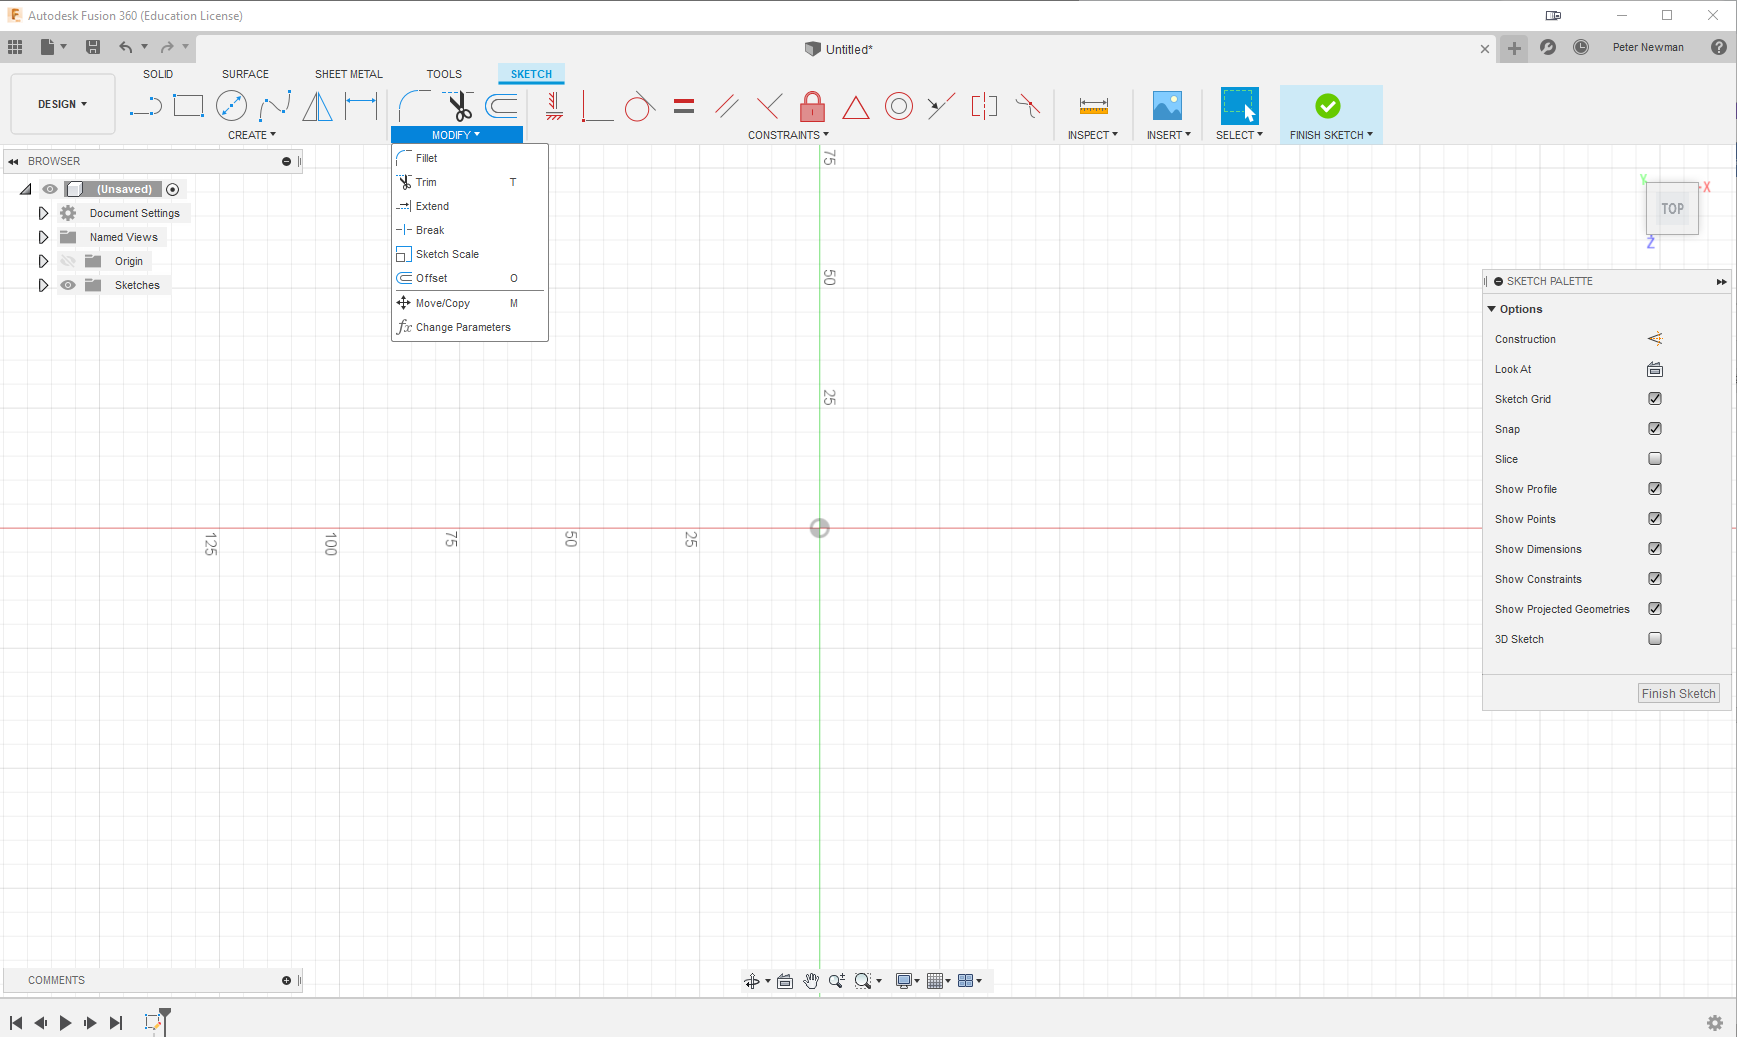 Autodesk Fusion 360 (Education License)
Untitled*
Peter Newman
SOLID SURFACE SHEET METAL TOOLS SKETCH
DESIGN
CREATE MODIFY CONSTRAINTS INSPECT INSERT SELECT FINISH SKETCH
BROWSER
(Unsaved)
Document Settings
Named Views
Origin
Sketches
Fillet
Trim T
Extend
Break
Sketch Scale
Offset O
Move/Copy M
fx Change Parameters
75
50
25
125 100 75 50 25
Y X
TOP
Z
SKETCH PALETTE
Options
Construction
Look At
Sketch Grid
Snap
Slice
Show Profile
Show Points
Show Dimensions
Show Constraints
Show Projected Geometries
3D Sketch
Finish Sketch
COMMENTS